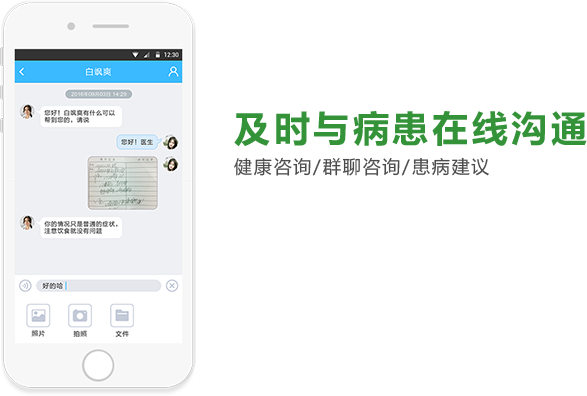 12:30
白飒爽
2016年09月03日 14:29
您好！白飒爽有什么可以
帮到您的，请说
您好！医生
你的情况只是普通的症状，
注意饮食就没有问题
好的哈
照片
拍照
文件
及时与病患在线沟通
健康咨询/群聊咨询/患病建议